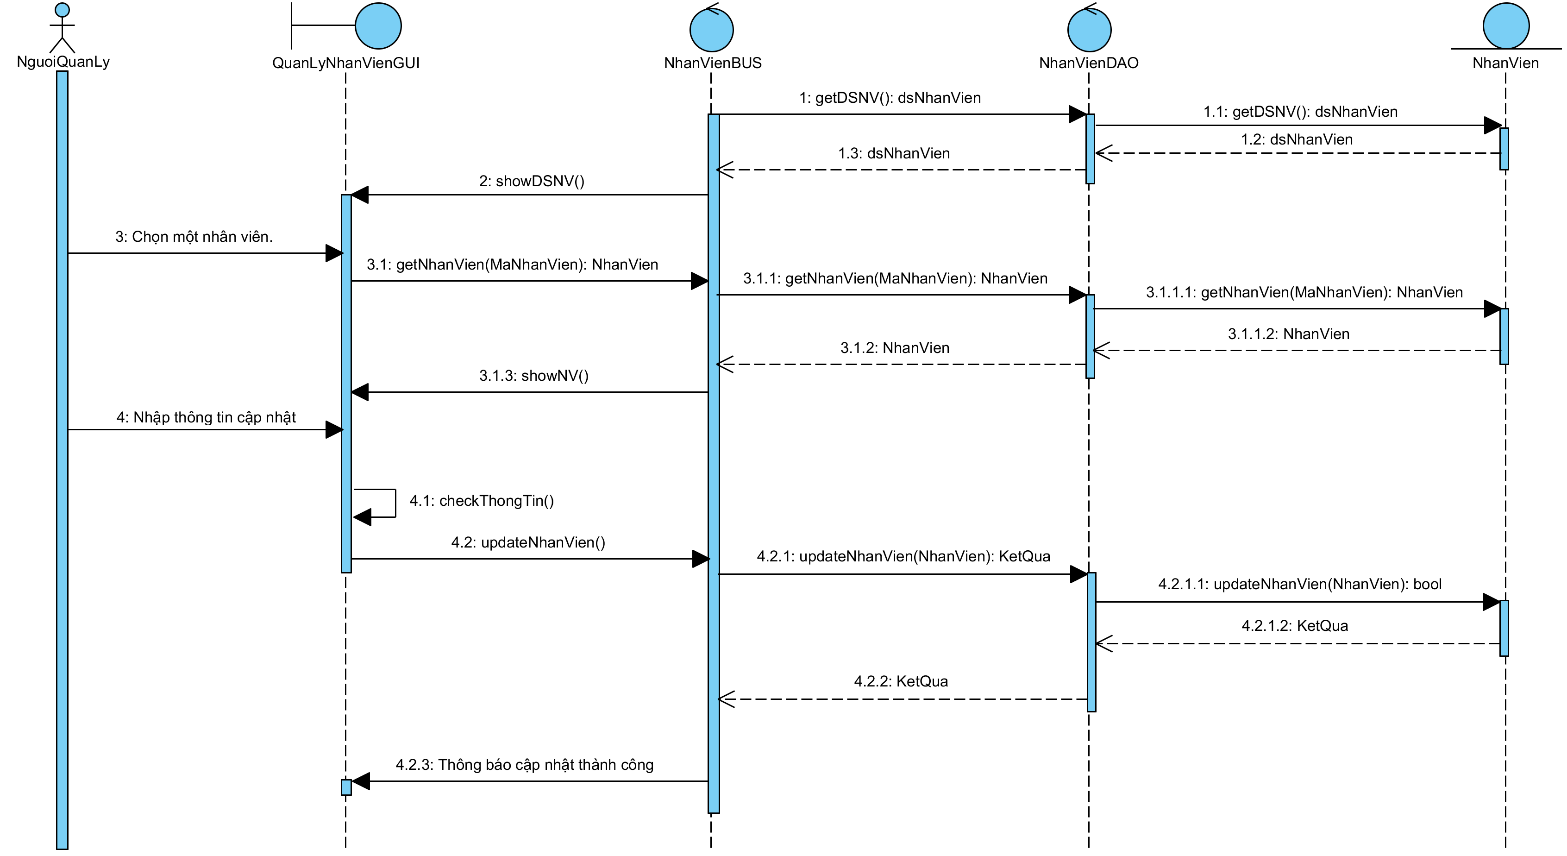 NguoiQuanLy
QuanLyNhanVienGUI
NhanVienBUS
NhanVienDAO
NhanVien
1: getDSNV(): dsNhanVien
1.1: getDSNV(): dsNhanVien
1.2: dsNhanVien
1.3: dsNhanVien
2: showDSNV()
3: Chọn một nhân viên.
3.1: getNhanVien(MaNhanVien): NhanVien
3.1.1: getNhanVien(MaNhanVien): NhanVien
3.1.1.1: getNhanVien(MaNhanVien): NhanVien
3.1.1.2: NhanVien
3.1.2: NhanVien
3.1.3: showNV()
4: Nhập thông tin cập nhật
4.1: checkThongTin()
4.2: updateNhanVien()
4.2.1: updateNhanVien(NhanVien): KetQua
4.2.1.1: updateNhanVien(NhanVien): bool
4.2.1.2: KetQua
4.2.2: KetQua
4.2.3: Thông báo cập nhật thành công